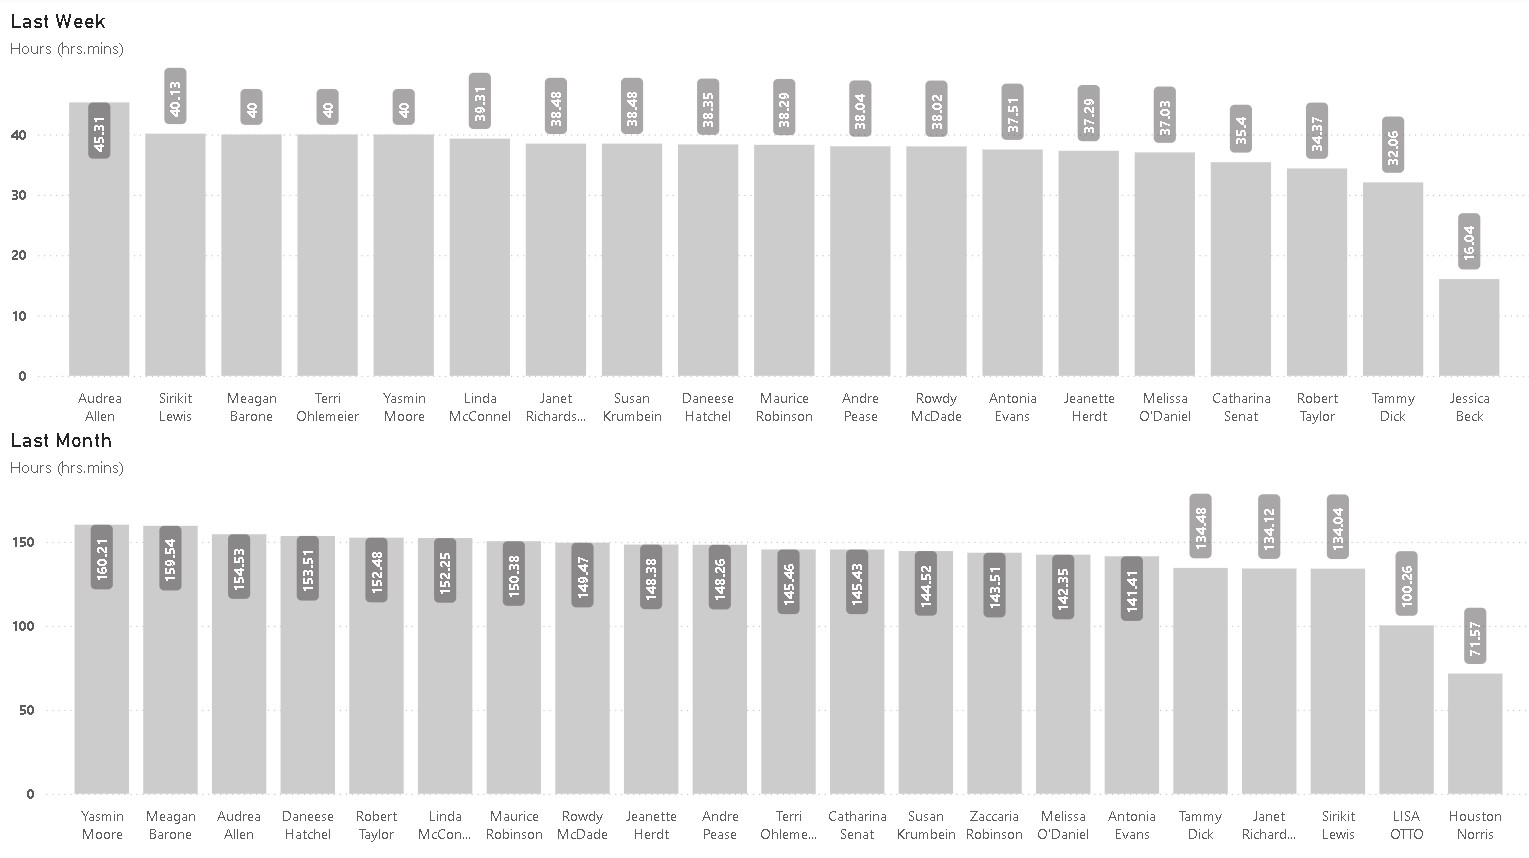 Last Week
Hours (hrs.mins)
45.31 40.13 40 40 40 39.31 38.48 38.48 38.35 38.29 38.04 38.02 37.51 37.29 37.03 35.4 34.37 32.06 16.04
40
30
20
10
0
Audrea Sirikit Meagan Terri Yasmin Linda Janet Susan Daneese Maurice Andre Rowdy Antonia Jeanette Melissa Catharina Robert Tammy Jessica
Allen Lewis Barone Ohlemeier Moore McConnel Richards... Krumbein Hatchel Robinson Pease McDade Evans Herdt O'Daniel Senat Taylor Dick Beck
Last Month
Hours (hrs.mins)
160.21 159.54 154.53 153.51 152.48 152.25 150.38 149.47 148.38 148.26 145.46 145.43 144.52 143.51 142.35 141.41 134.48 134.12 134.04 100.26 71.57
150
100
50
0
Yasmin Meagan Audrea Daneese Robert Linda Maurice Rowdy Jeanette Andre Terri Catharina Susan Zaccaria Melissa Antonia Tammy Janet Sirikit LISA Houston
Moore Barone Allen Hatchel Taylor McCon... Robinson McDade Herdt Pease Ohleme... Senat Krumbein Robinson O'Daniel Evans Dick Richard... Lewis OTTO Norris